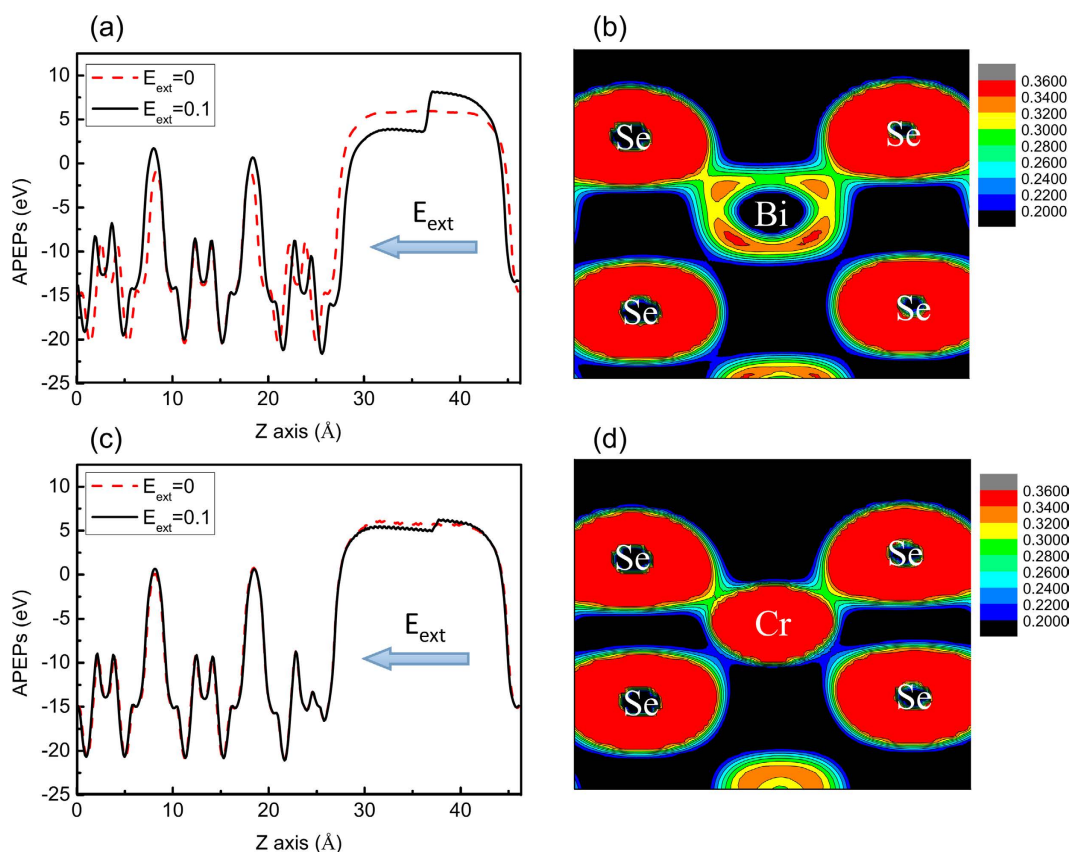 (a)
E_ext=0
E_ext=0.1
10
5
0
-5
-10
-15
-20
-25
APEPs (eV)
E_ext
0
10
20
30
40
Z axis (Å)
(b)
Se
Se
Bi
Se
Se
0.3600
0.3400
0.3200
0.3000
0.2800
0.2600
0.2400
0.2200
0.2000
(c)
E_ext=0
E_ext=0.1
10
5
0
-5
-10
-15
-20
-25
APEPs (eV)
E_ext
0
10
20
30
40
Z axis (Å)
(d)
Se
Se
Cr
Se
Se
0.3600
0.3400
0.3200
0.3000
0.2800
0.2600
0.2400
0.2200
0.2000